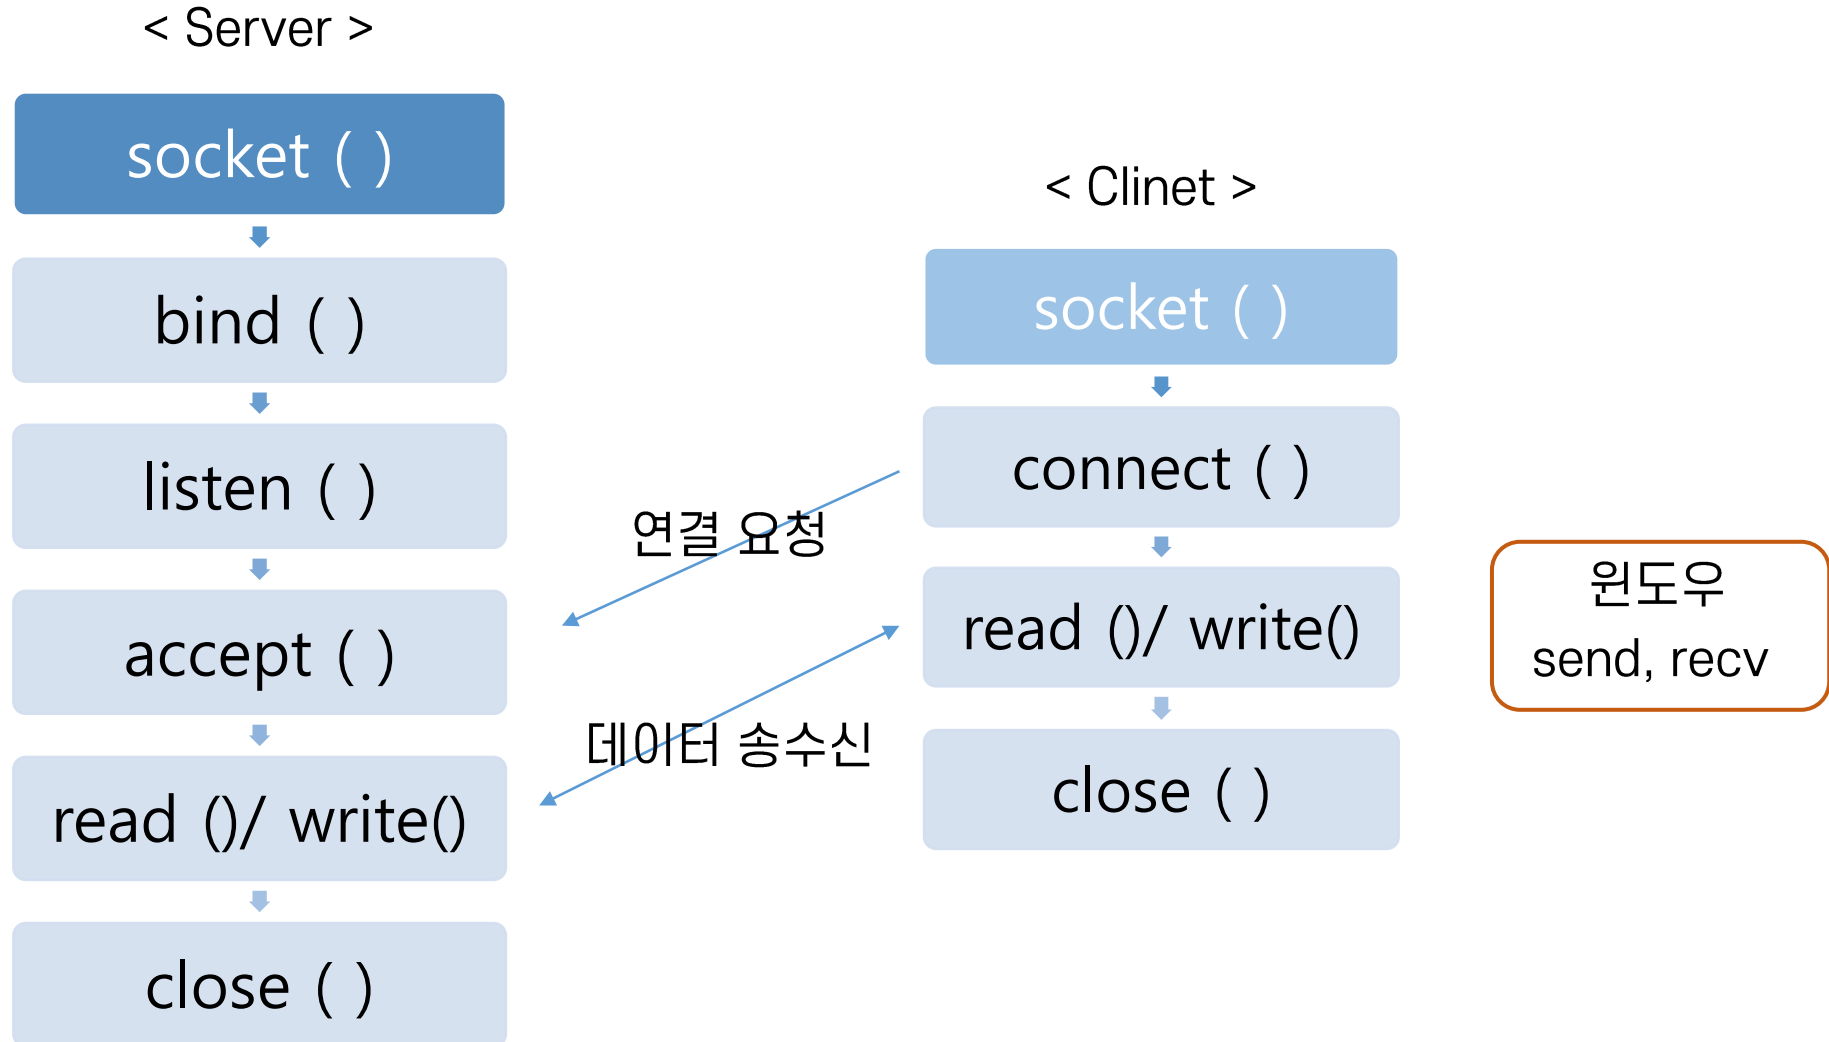 < Server >
socket ( )
bind ( )
listen ( )
accept ( )
read ()/ write()
close ( )
연결 요청
데이터 송수신
< Clinet >
socket ( )
connect ( )
read ()/ write()
close ( )
윈도우
send, recv